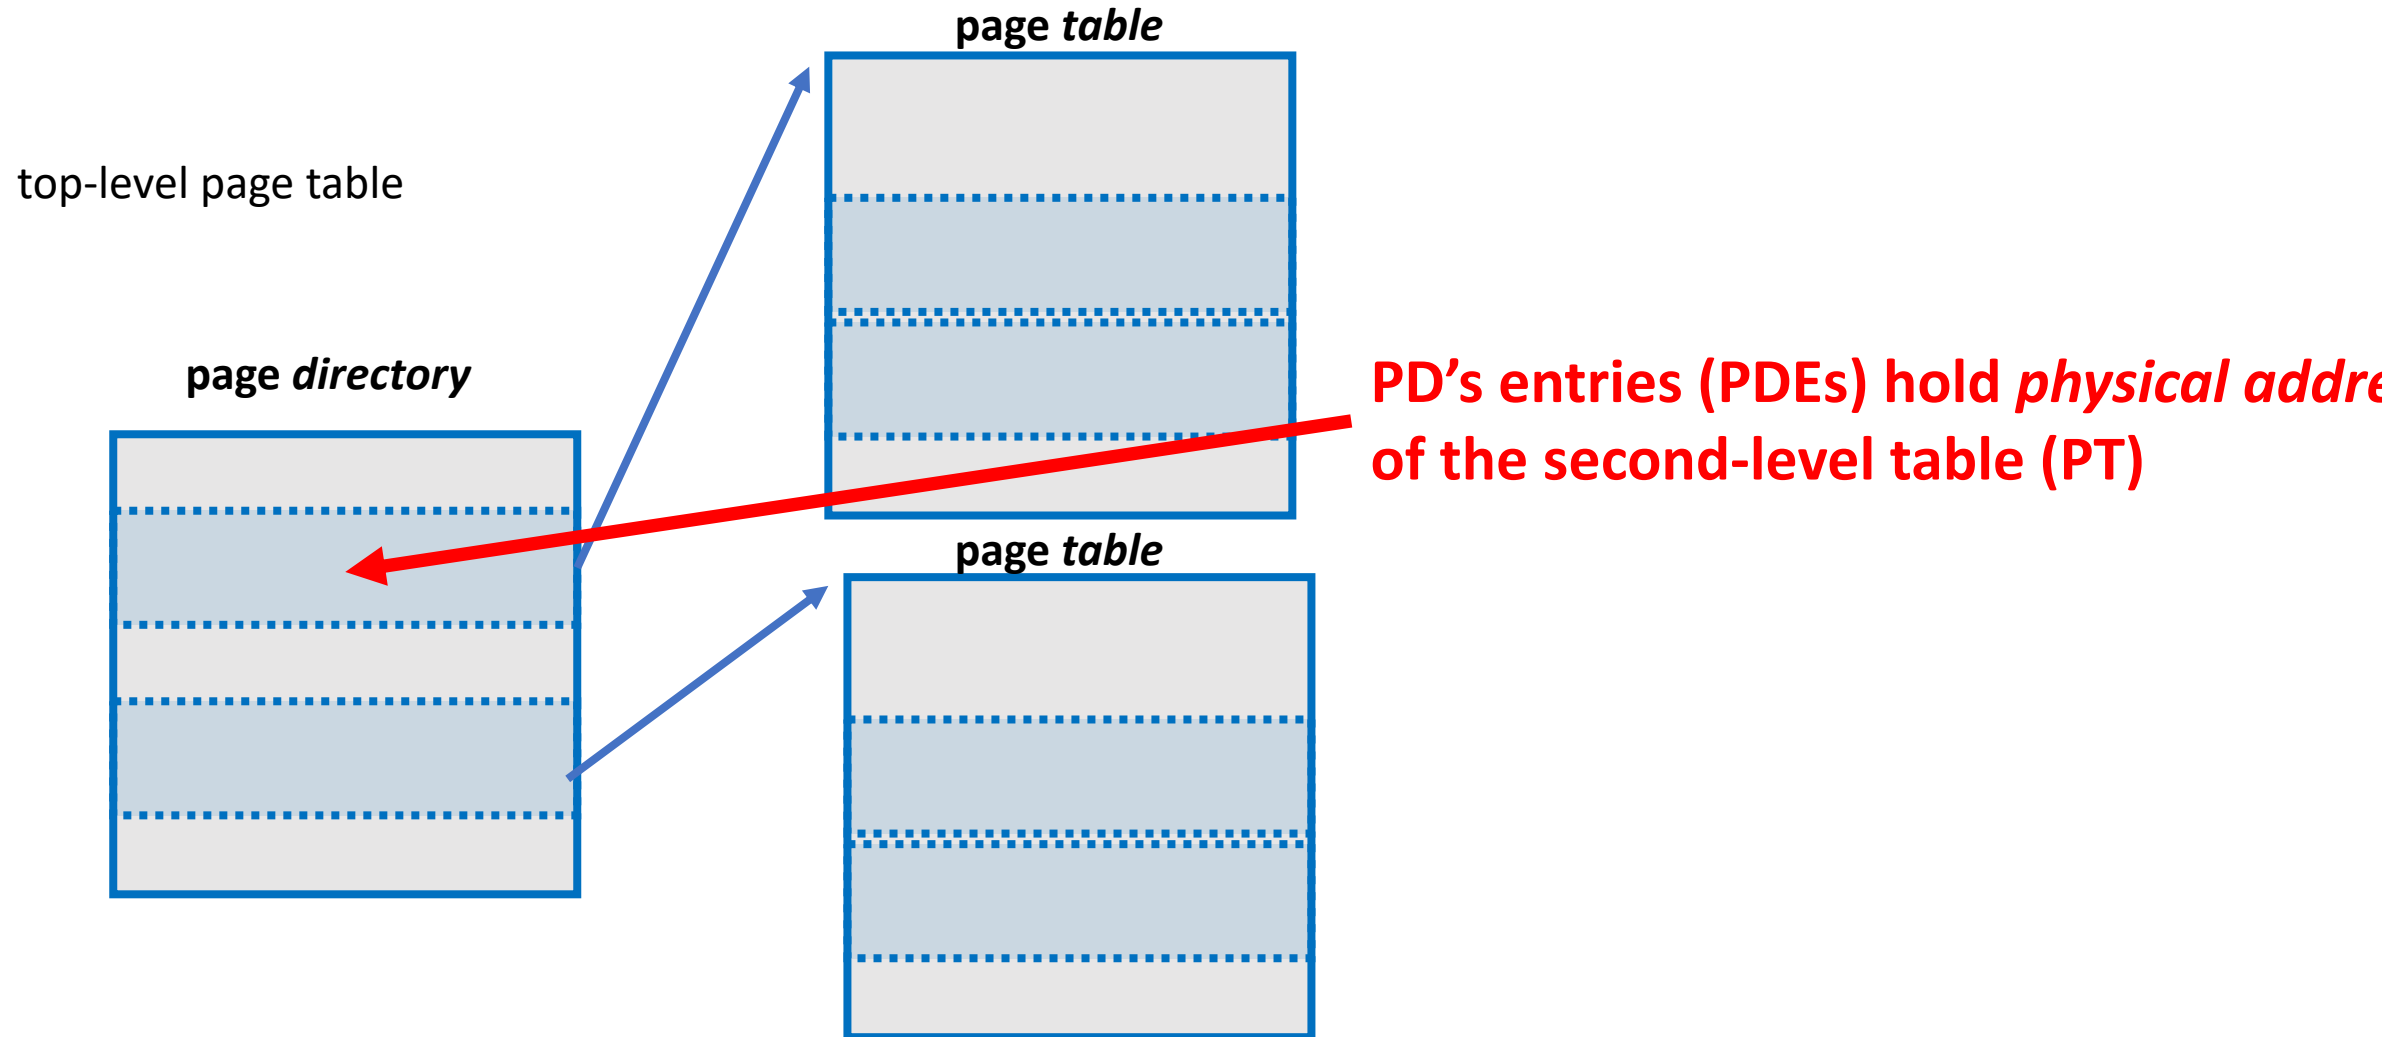 page table
top-level page table
page directory
PD’s entries (PDEs) hold physical addre
of the second-level table (PT)
page table